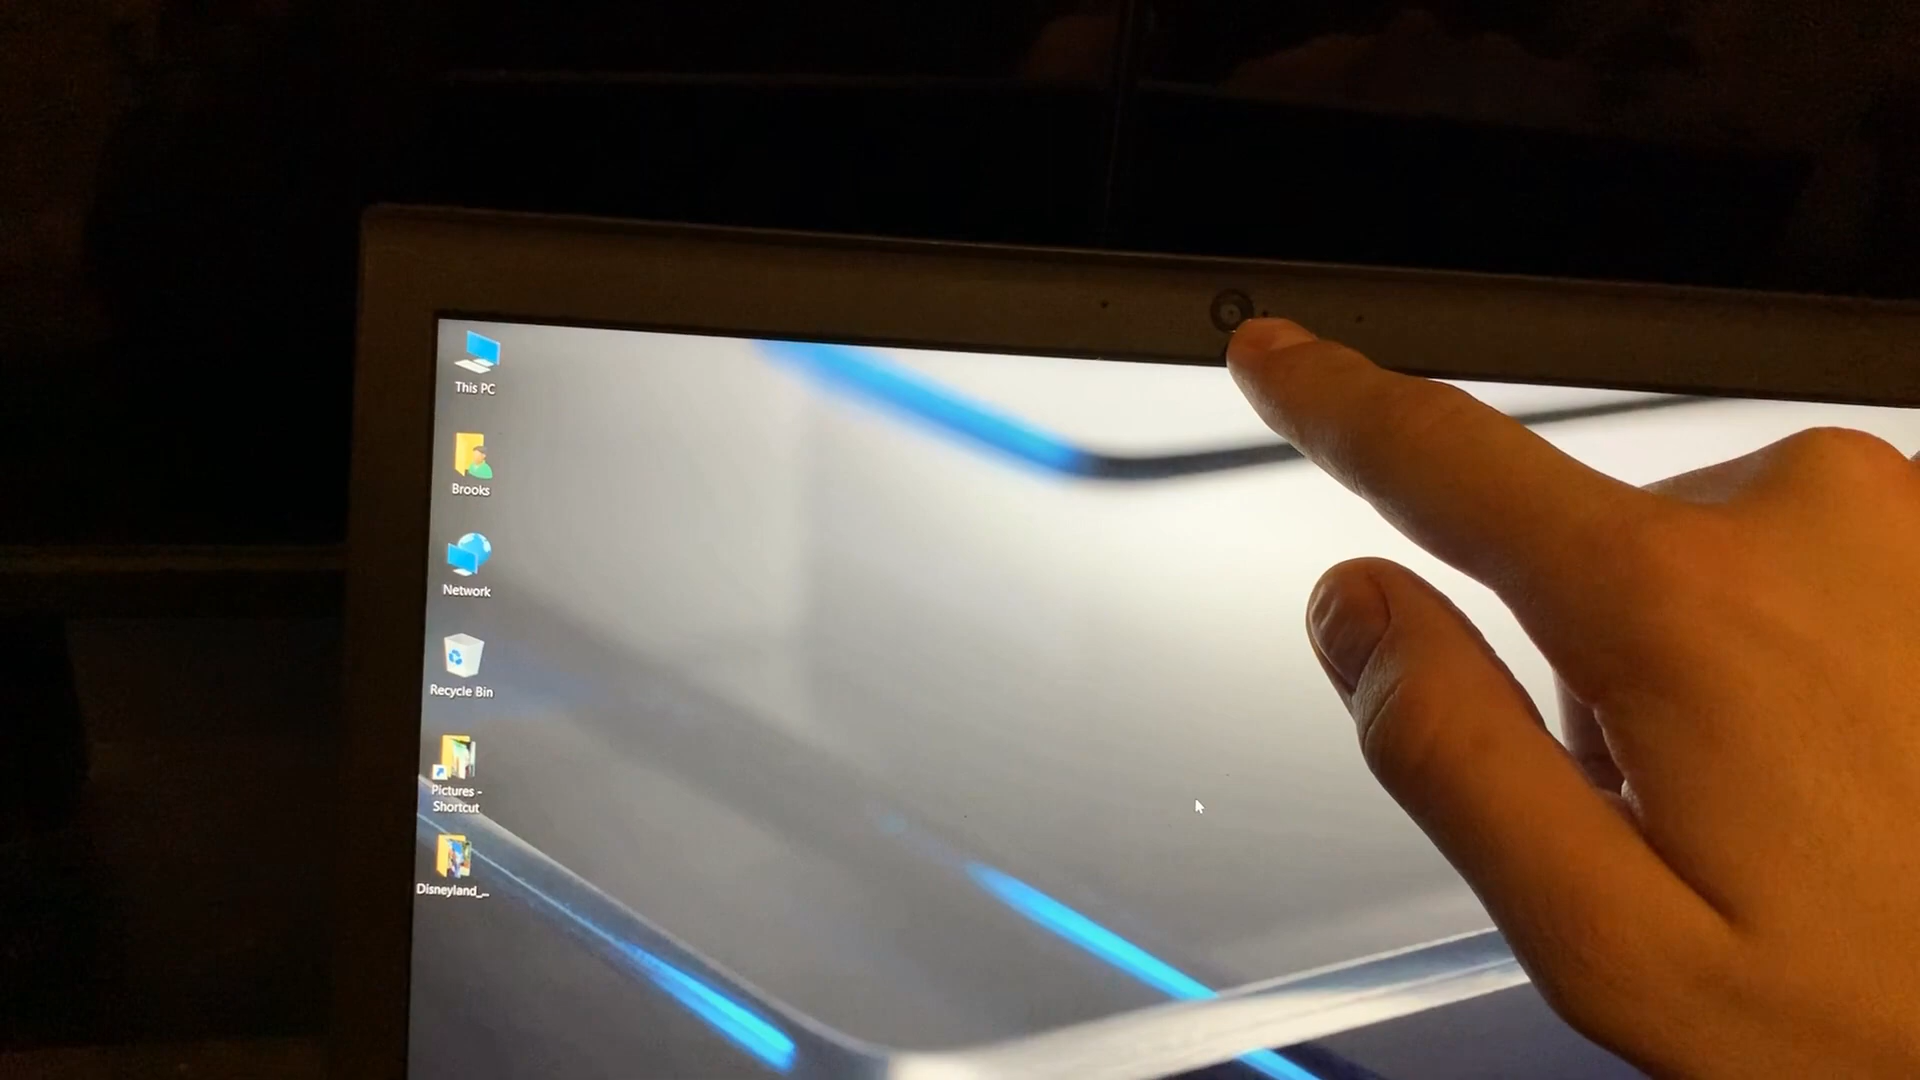 This PC
Brooks
Network
Recycle Bin
Pictures -
Shortcut
Disneyland_...